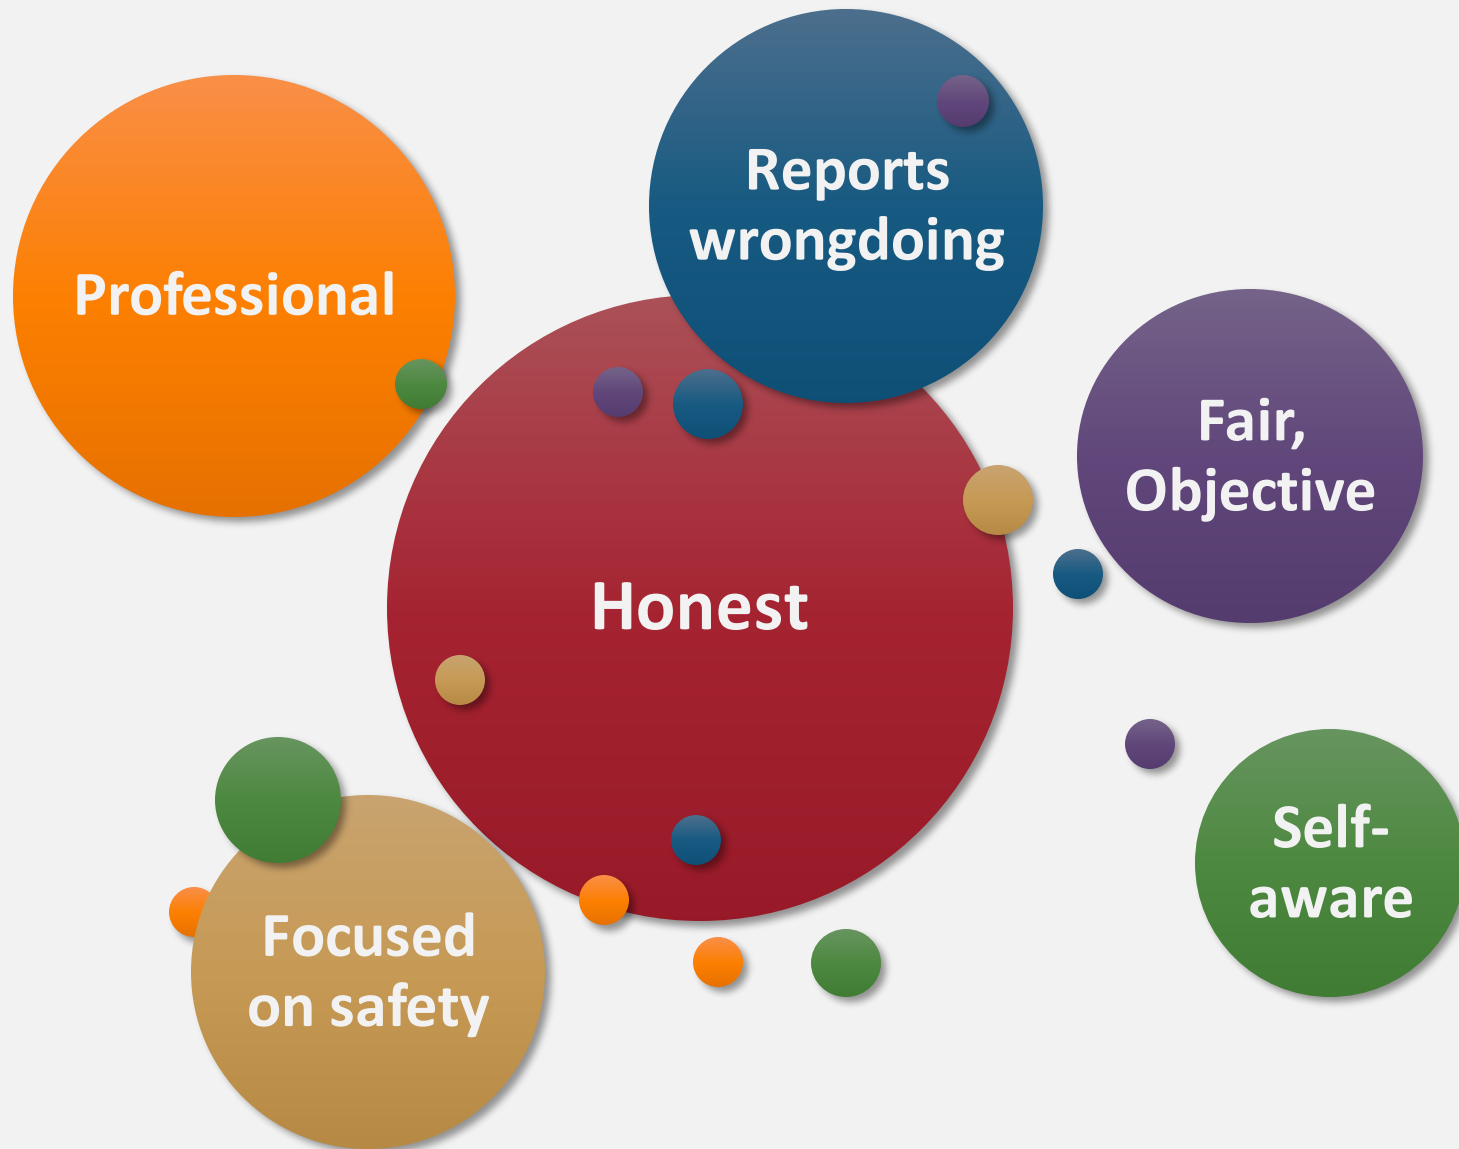 Reports
wrongdoing
Professional
Fair,
Objective
Honest
Self-
aware
Focused
on safety